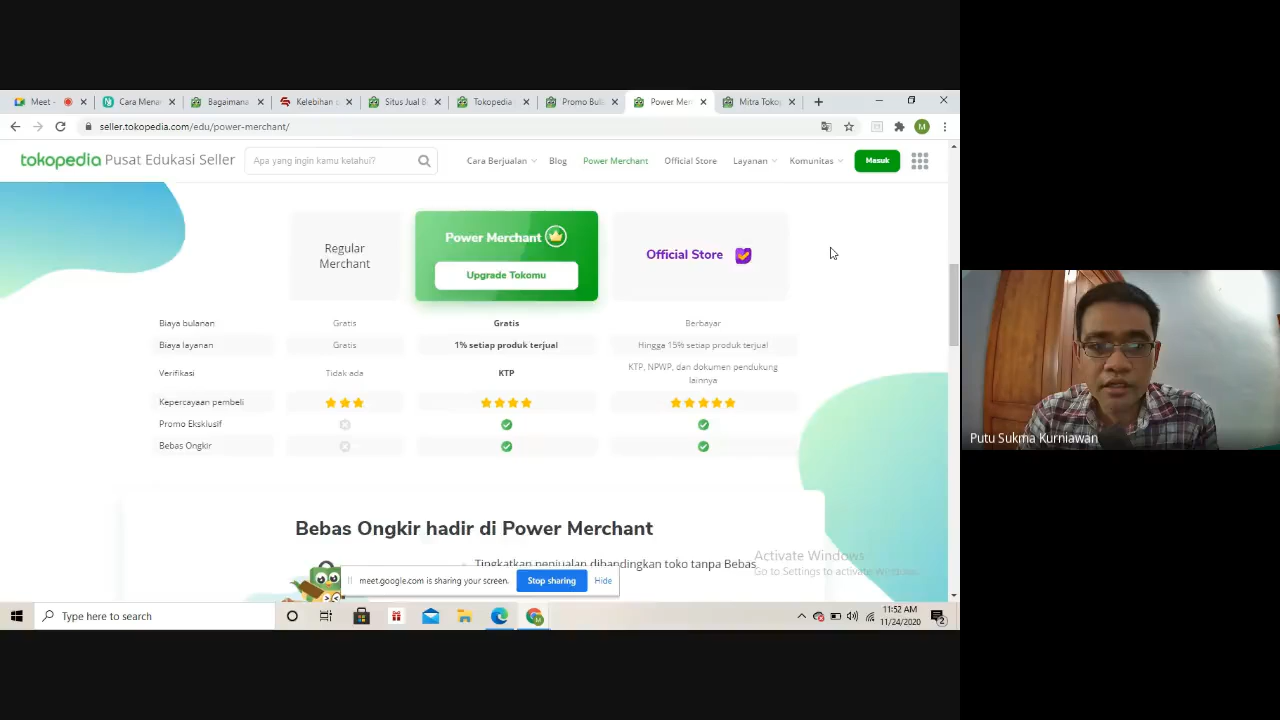 Meet -
Cara Mena
Bagaimana
Kelebihan
Situs Jual B
Tokopedia
Promo Bul
Power Mer
Mitra Toko
seller.tokopedia.com/edu/power-merchant/
M
tokopedia Pusat Edukasi Seller
Apa yang ingin kamu ketahui?
Cara Berjualan
Blog
Power Merchant
Official Store
Layanan
Komunitas
Masuk
Regular
Merchant
Power Merchant
Upgrade Tokomu
Official Store
Biaya bulanan Gratis Gratis Berbayar
Biaya layanan Gratis 1% setiap produk terjual Hingga 15% setiap produk terjual
Verifikasi Tidak ada KTP KTP, NPWP, dan dokumen pendukung
lainnya
Kepercayaan pembeli
Promo Eksklusif
Bebas Ongkir
Bebas Ongkir hadir di Power Merchant
Tingkatkan penjualan dibandingkan toko tanpa Bebas
Activate Windows
Go to Settings to activate Windows.
meet.google.com is sharing your screen.
Stop sharing
Hide
Type here to search
11:52 AM
11/24/2020
2
Putu Sukma Kurniawan